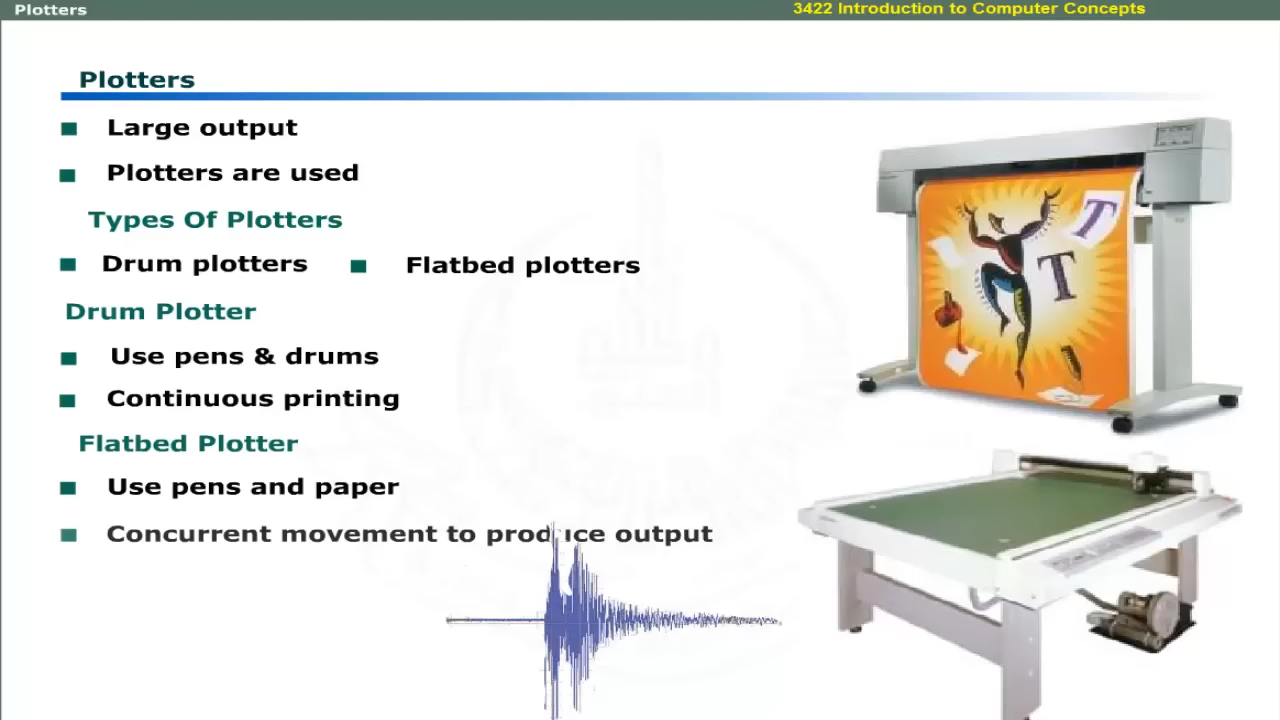 Plotters
3422 Introduction to Computer Concepts
Plotters
Large output
Plotters are used
Types Of Plotters
Drum plotters
Flatbed plotters
Drum Plotter
Use pens & drums
Continuous printing
Flatbed Plotter
Use pens and paper
Concurrent movement to produce output
T
T